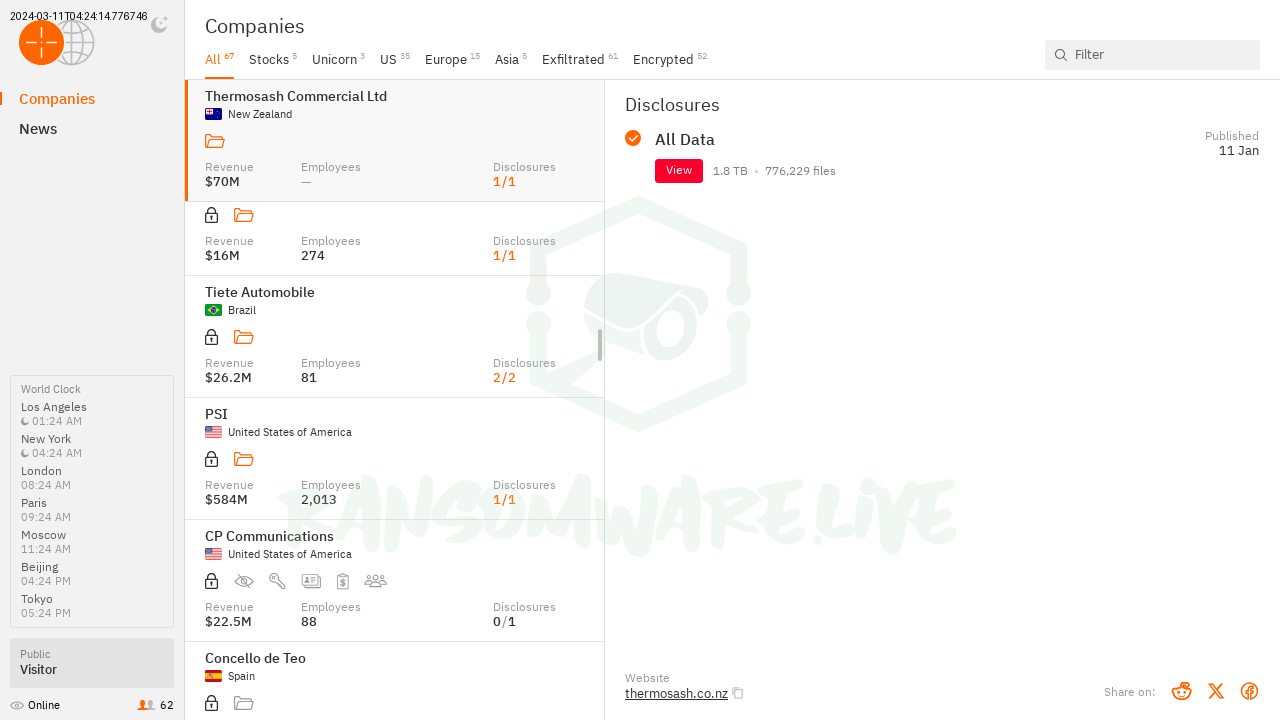 2024-03-11T04:24:14.776746
Companies
News
World Clock
Los Angeles
01:24 AM
New York
04:24 AM
London
08:24 AM
Paris
09:24 AM
Moscow
11:24 AM
Beijing
04:24 PM
Tokyo
05:24 PM
Public
Visitor
Online 62
Companies
All 67 Stocks 5 Unicorn 3 US 35 Europe 15 Asia 5 Exfiltrated 61 Encrypted 52
Filter
Thermosash Commercial Ltd
New Zealand
Revenue Employees Disclosures
$70M — 1/1
Revenue Employees Disclosures
$16M 274 1/1
Tiete Automobile
Brazil
Revenue Employees Disclosures
$26.2M 81 2/2
PSI
United States of America
Revenue Employees Disclosures
$584M 2,013 1/1
CP Communications
United States of America
Revenue Employees Disclosures
$22.5M 88 0/1
Concello de Teo
Spain
Disclosures
All Data
Published
11 Jan
View 1.8 TB • 776,229 files
RANSOMWARE.LIVE
Website
thermosash.co.nz
Share on: